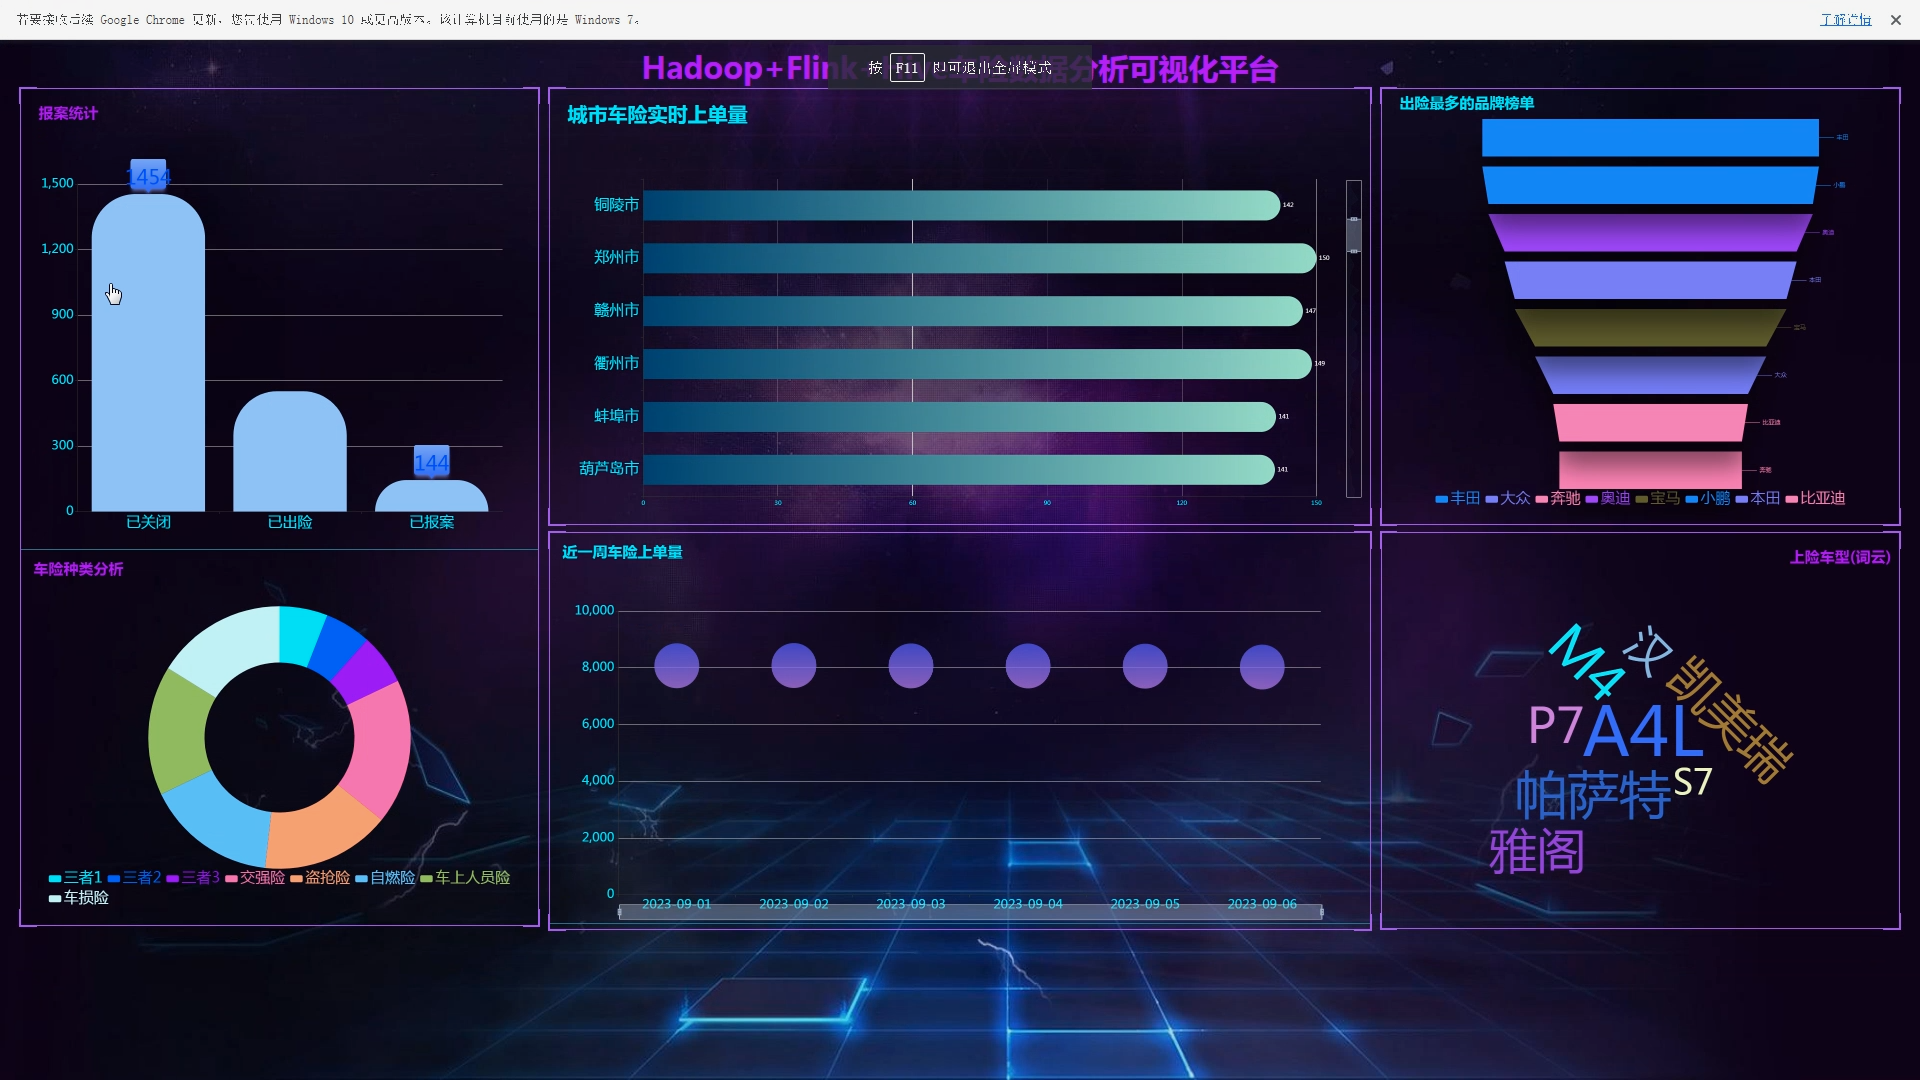 若要接收后续 Google Chrome 更新，您需使用 Windows 10 或更高版本。该计算机目前使用的是 Windows 7。
了解详情
Hadoop+Flin
按 F11 即可退出全屏模式
析可视化平台
报案统计
1,500
1,200
900
600
300
0
1454
144
已关闭 已出险 已报案
车险种类分析
三者1 三者2 三者3 交强险 盗抢险 自燃险 车上人员险
车损险
城市车险实时上单量
铜陵市 142
郑州市 150
赣州市 147
衢州市 149
蚌埠市 141
葫芦岛市 141
0 30 60 90 120 150
近一周车险上单量
10,000
8,000
6,000
4,000
2,000
0
2023-09-01 2023-09-02 2023-09-03 2023-09-04 2023-09-05 2023-09-06
出险最多的品牌榜单
丰田
小鹏
奥迪
本田
宝马
大众
比亚迪
奔驰
丰田 大众 奔驰 奥迪 宝马 小鹏 本田 比亚迪
上险车型(词云)
M4
汉
凯美瑞
P7
A4L
帕萨特
S7
雅阁